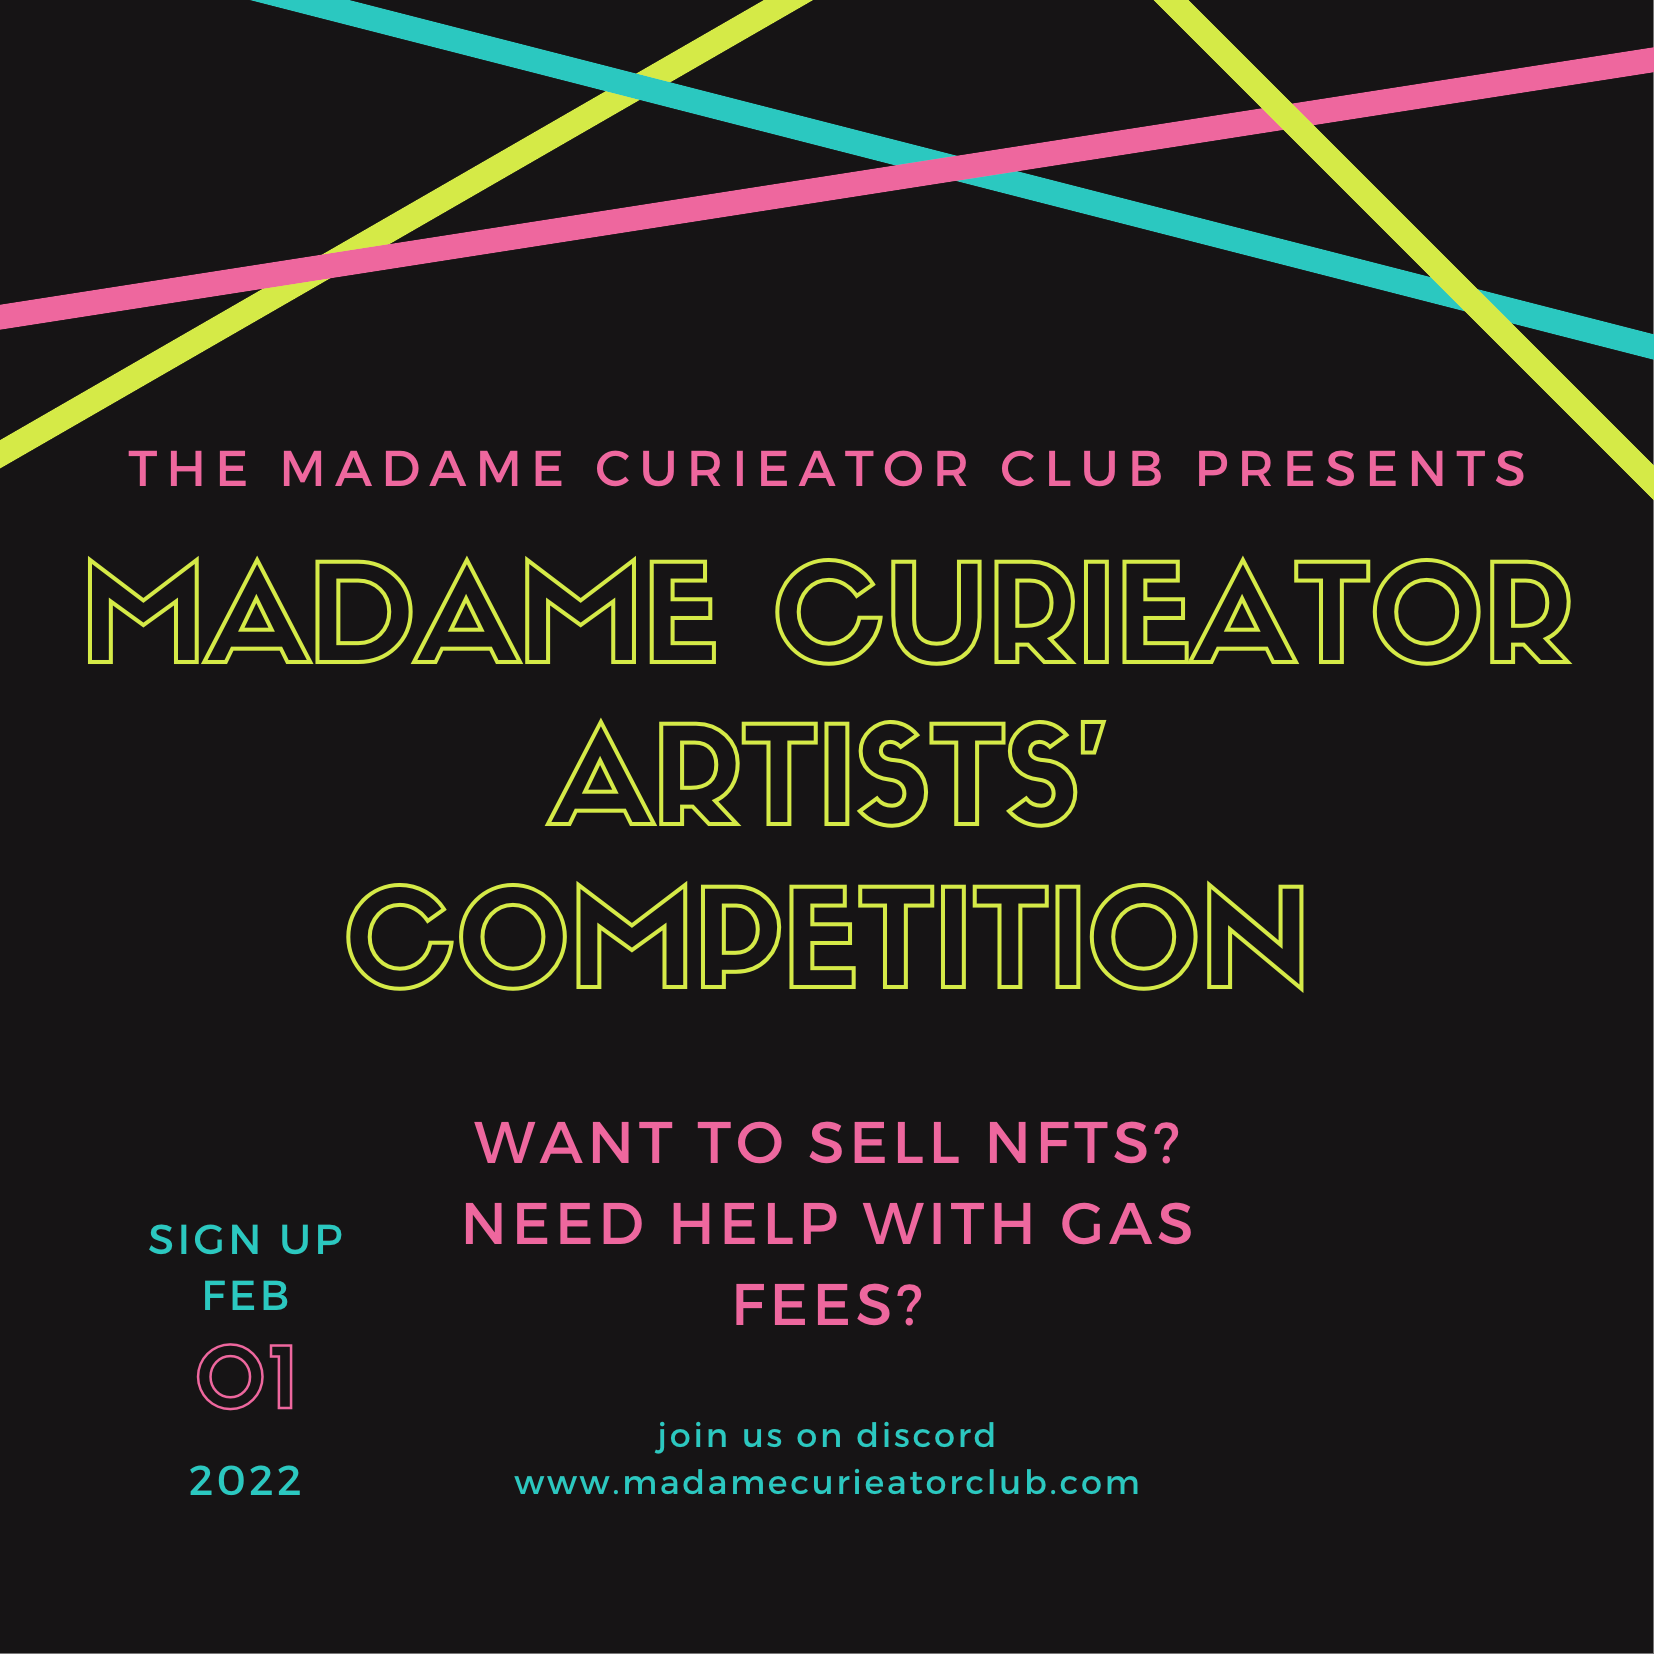 THE MADAME CURIEATOR CLUB PRESENTS
MADAME CURIEATOR
ARTISTS'
COMPETITION
WANT TO SELL NFTS?
NEED HELP WITH GAS
FEES?
SIGN UP
FEB
01
2022
join us on discord
www.madamecurieatorclub.com